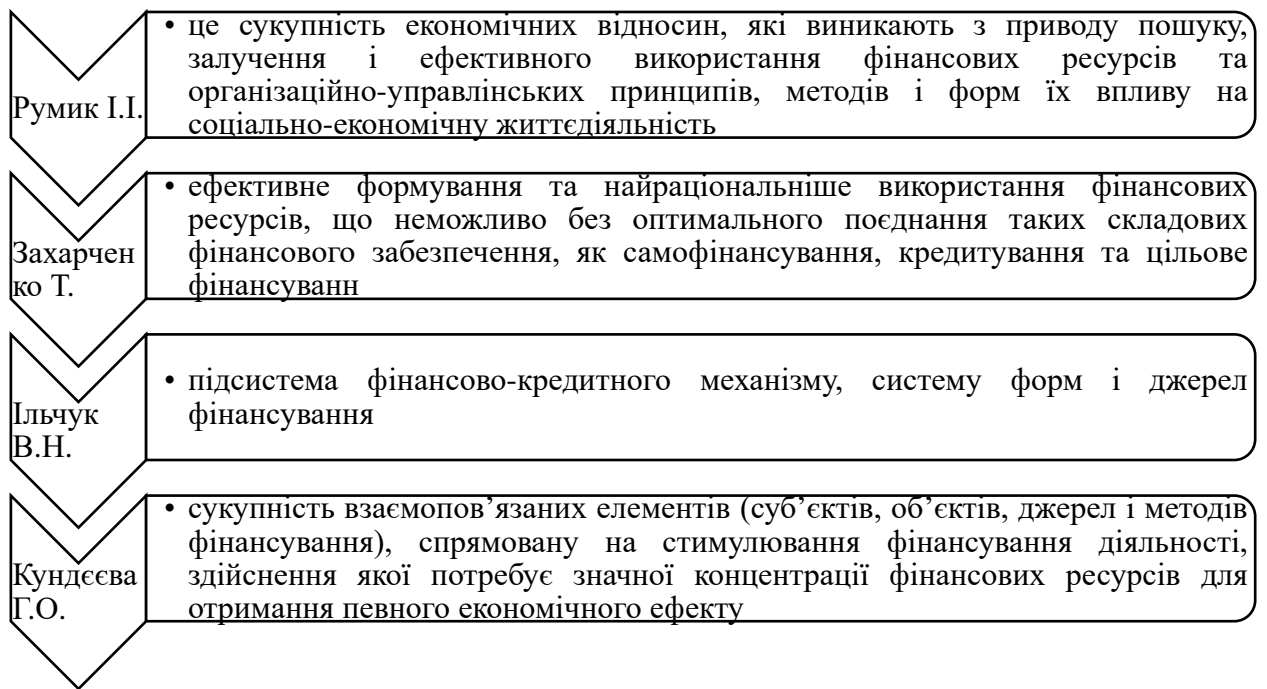 Румик І.І.
• це сукупність економічних відносин, які виникають з приводу пошуку,
залучення і ефективного використання фінансових ресурсів та
організаційно-управлінських принципів, методів і форм їх впливу на
соціально-економічну життєдіяльність
Захарчен
ко Т.
• ефективне формування та найраціональніше використання фінансових
ресурсів, що неможливо без оптимального поєднання таких складових
фінансового забезпечення, як самофінансування, кредитування та цільове
фінансуванн
Ільчук
В.Н.
• підсистема фінансово-кредитного механізму, систему форм і джерел
фінансування
Кундєєва
Г.О.
• сукупність взаємопов’язаних елементів (суб’єктів, об’єктів, джерел і методів
фінансування), спрямовану на стимулювання фінансування діяльності,
здійснення якої потребує значної концентрації фінансових ресурсів для
отримання певного економічного ефекту